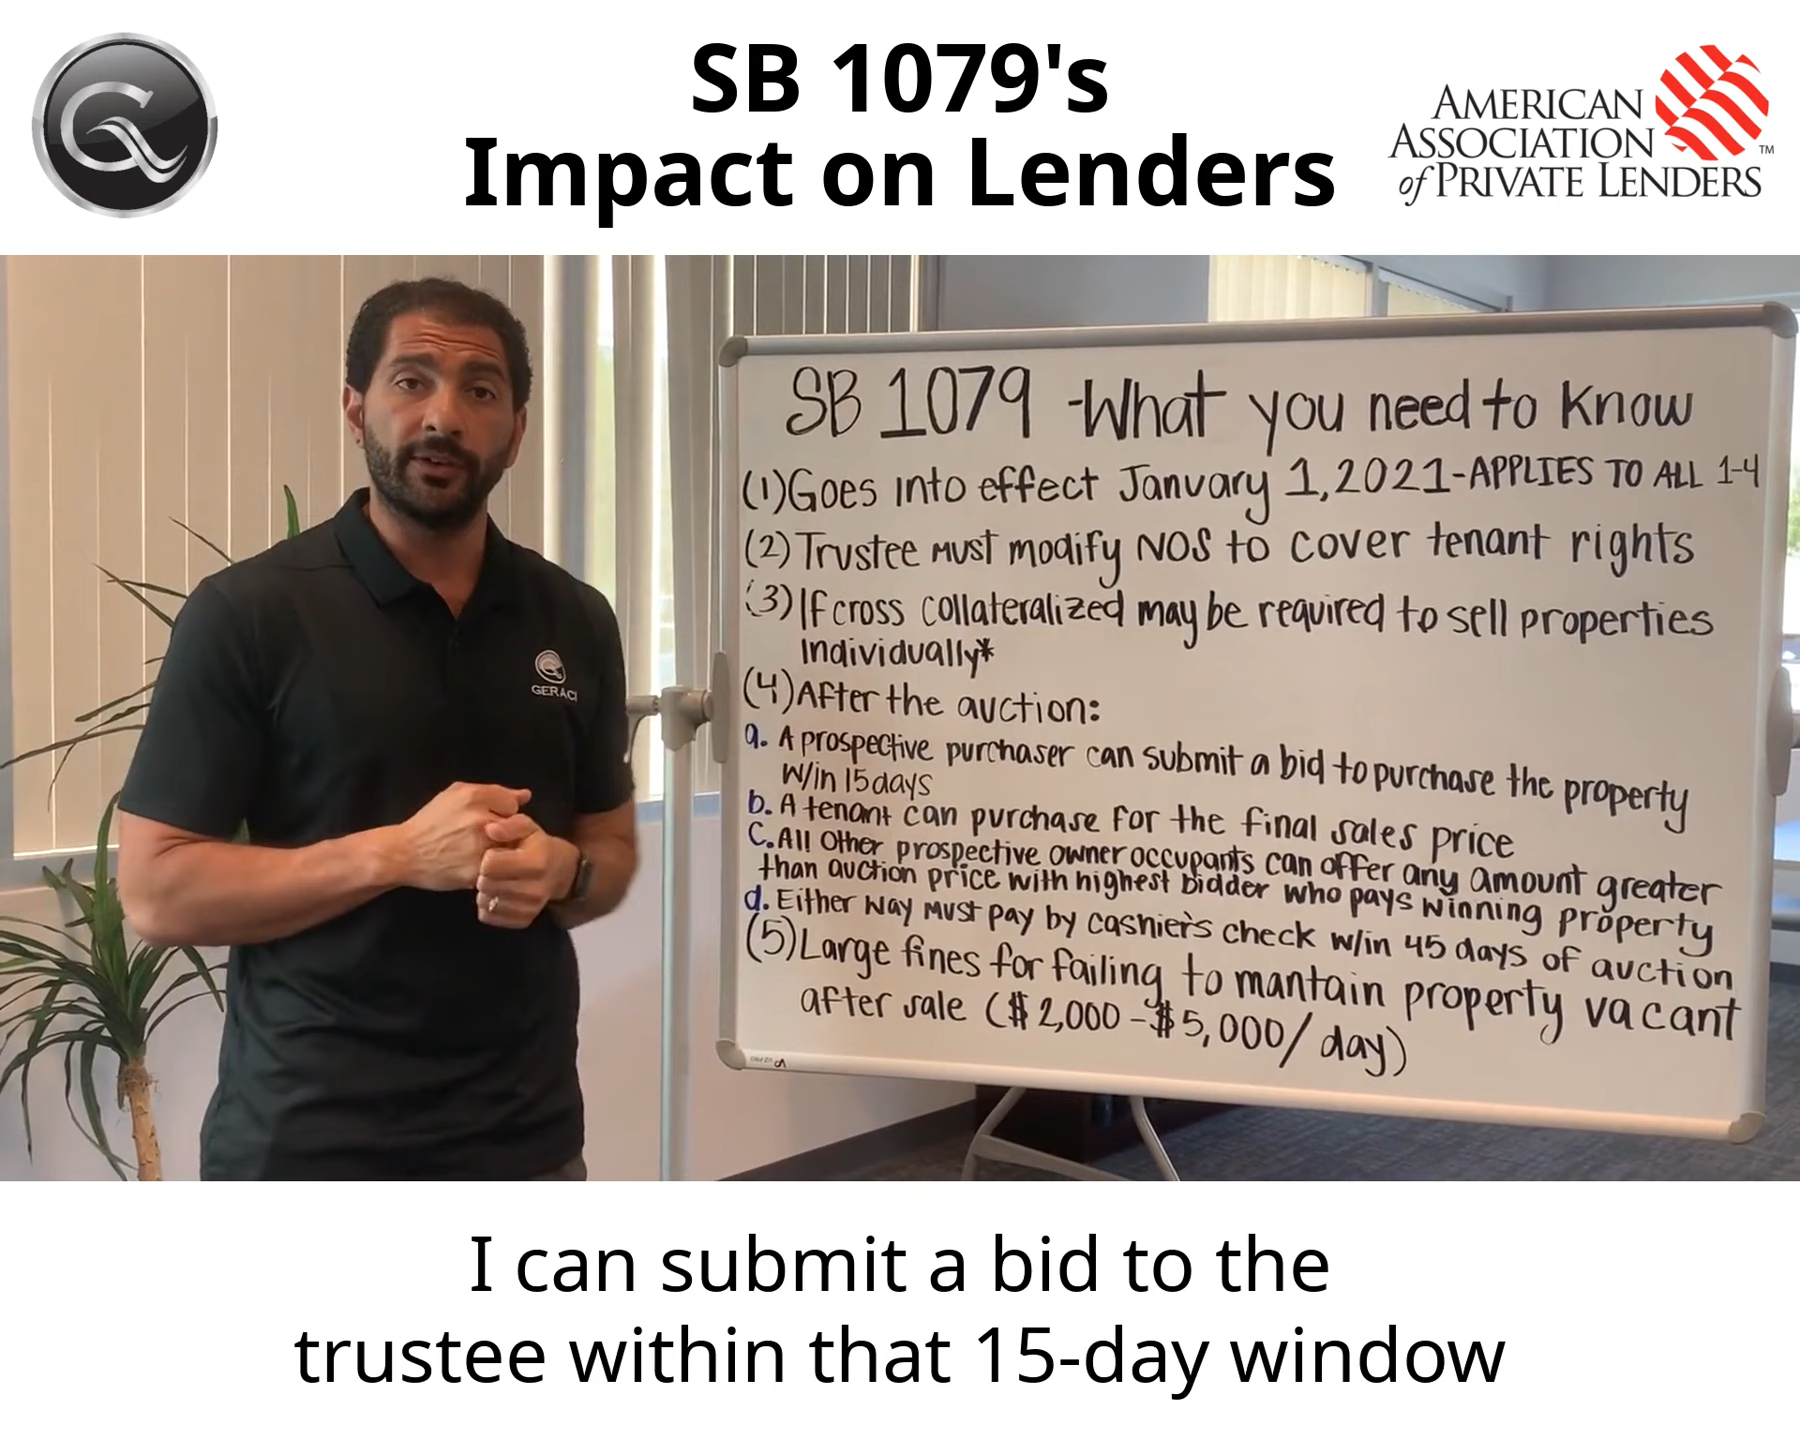 SB 1079's
Impact on Lenders
AMERICAN
ASSOCIATION
of PRIVATE LENDERS
TM
GERACI
SB 1079 - What you need to know
(1) Goes into effect January 1, 2021 - APPLIES TO ALL 1-4
(2) Trustee must modify NOS to cover tenant rights
(3) If cross collateralized may be required to sell properties
individually*
(4) After the auction:
a. A prospective purchaser can submit a bid to purchase the property
w/in 15 days
b. A tenant can purchase for the final sales price
c. All other prospective owner occupants can offer any amount greater
than auction price with highest bidder who pays winning property
d. Either way must pay by cashier's check w/in 45 days of auction
(5) Large fines for failing to mantain property vacant
after sale ($2,000 - $5,000/day)
I can submit a bid to the
trustee within that 15-day window